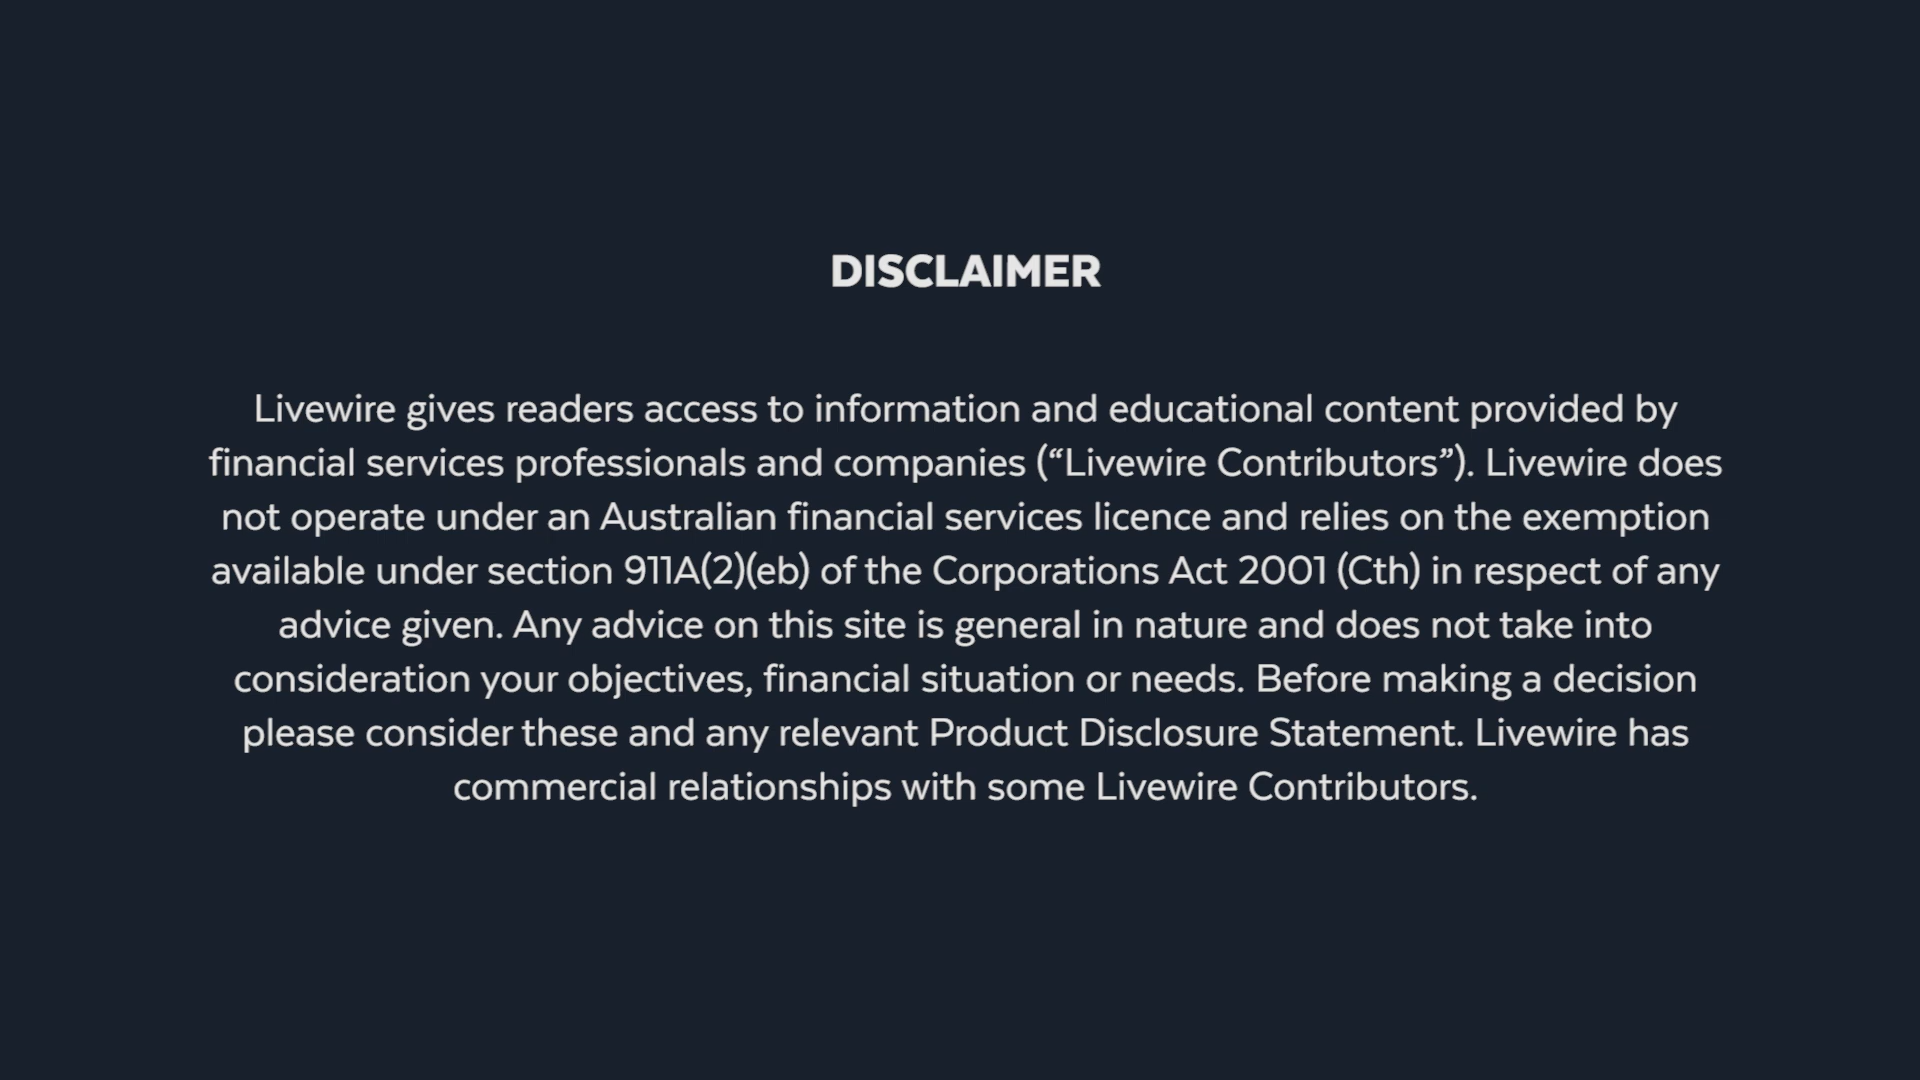 DISCLAIMER
Livewire gives readers access to information and educational content provided by
financial services professionals and companies (“Livewire Contributors”). Livewire does
not operate under an Australian financial services licence and relies on the exemption
available under section 911A(2)(eb) of the Corporations Act 2001 (Cth) in respect of any
advice given. Any advice on this site is general in nature and does not take into
consideration your objectives, financial situation or needs. Before making a decision
please consider these and any relevant Product Disclosure Statement. Livewire has
commercial relationships with some Livewire Contributors.